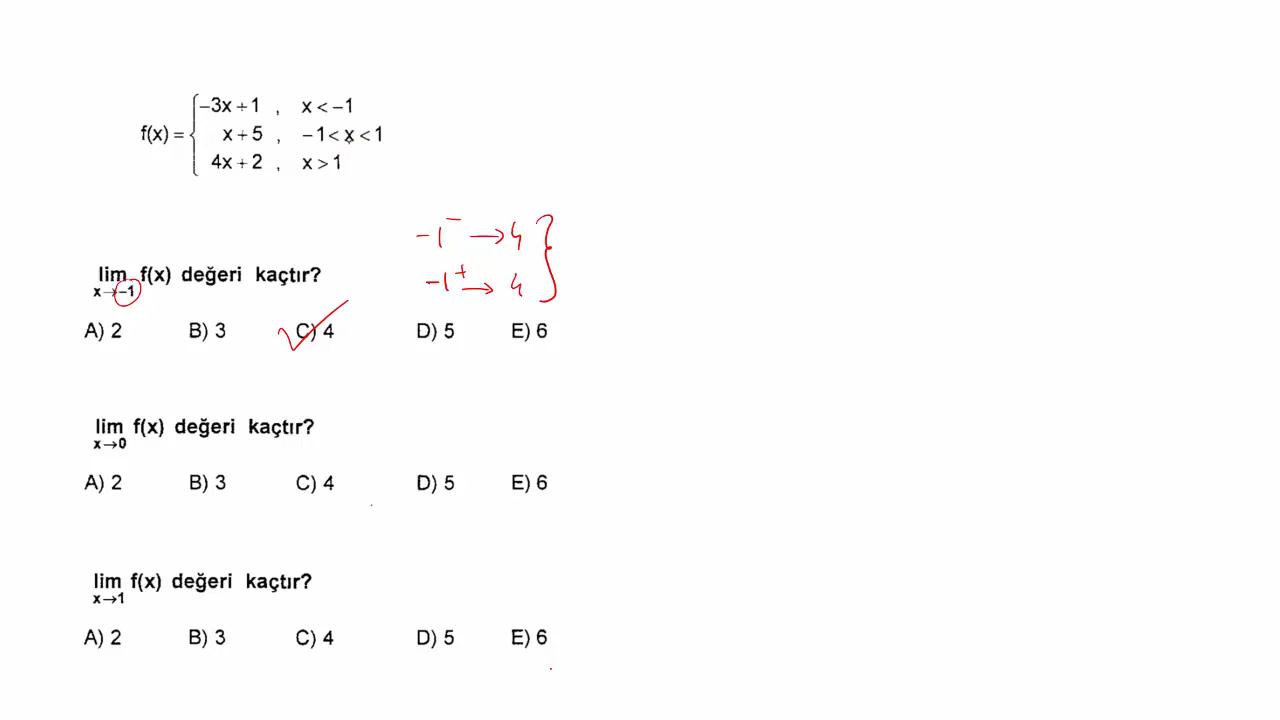 f(x) = { −3x + 1 , x < −1
x + 5 , −1 < x < 1
4x + 2 , x > 1
-1⁻ → 4
-1⁺ → 4
lim f(x) değeri kaçtır?
x→−1
A) 2 B) 3 C) 4 D) 5 E) 6
lim f(x) değeri kaçtır?
x→0
A) 2 B) 3 C) 4 D) 5 E) 6
lim f(x) değeri kaçtır?
x→1
A) 2 B) 3 C) 4 D) 5 E) 6